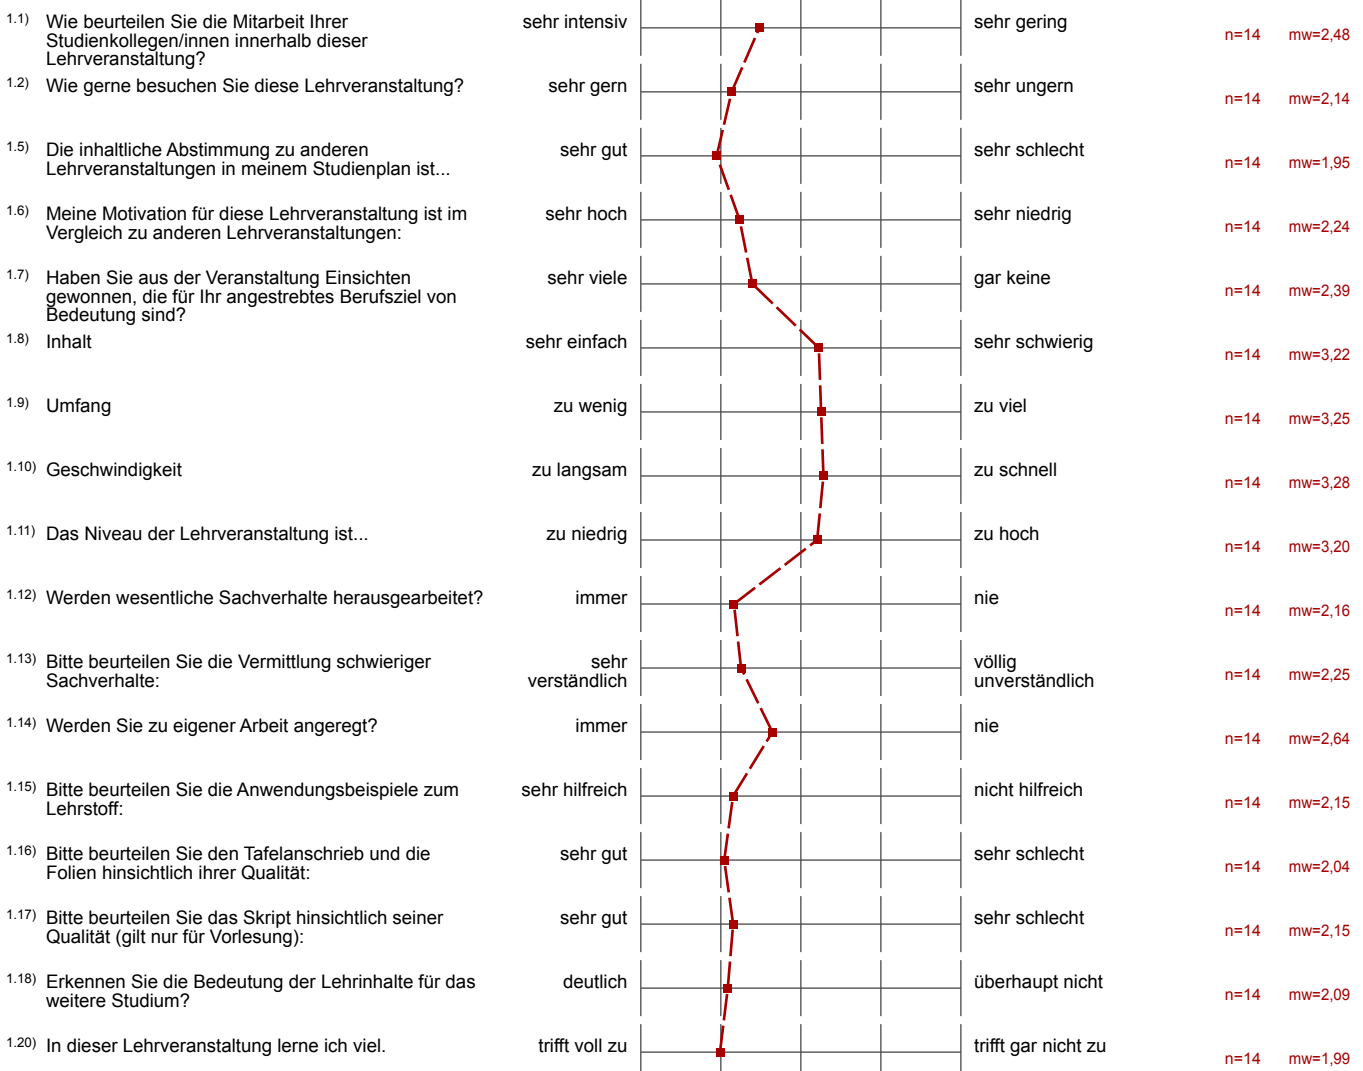 1.1) Wie beurteilen Sie die Mitarbeit Ihrer sehr intensiv sehr gering n=14 mw=2,48
Studienkollegen/innen innerhalb dieser
Lehrveranstaltung?
1.2) Wie gerne besuchen Sie diese Lehrveranstaltung? sehr gern sehr ungern n=14 mw=2,14
1.5) Die inhaltliche Abstimmung zu anderen sehr gut sehr schlecht n=14 mw=1,95
Lehrveranstaltungen in meinem Studienplan ist...
1.6) Meine Motivation für diese Lehrveranstaltung ist im sehr hoch sehr niedrig n=14 mw=2,24
Vergleich zu anderen Lehrveranstaltungen:
1.7) Haben Sie aus der Veranstaltung Einsichten sehr viele gar keine n=14 mw=2,39
gewonnen, die für Ihr angestrebtes Berufsziel von
Bedeutung sind?
1.8) Inhalt sehr einfach sehr schwierig n=14 mw=3,22
1.9) Umfang zu wenig zu viel n=14 mw=3,25
1.10) Geschwindigkeit zu langsam zu schnell n=14 mw=3,28
1.11) Das Niveau der Lehrveranstaltung ist... zu niedrig zu hoch n=14 mw=3,20
1.12) Werden wesentliche Sachverhalte herausgearbeitet? immer nie n=14 mw=2,16
1.13) Bitte beurteilen Sie die Vermittlung schwieriger sehr völlig n=14 mw=2,25
Sachverhalte: verständlich unverständlich
1.14) Werden Sie zu eigener Arbeit angeregt? immer nie n=14 mw=2,64
1.15) Bitte beurteilen Sie die Anwendungsbeispiele zum sehr hilfreich nicht hilfreich n=14 mw=2,15
Lehrstoff:
1.16) Bitte beurteilen Sie den Tafelanschrieb und die sehr gut sehr schlecht n=14 mw=2,04
Folien hinsichtlich ihrer Qualität:
1.17) Bitte beurteilen Sie das Skript hinsichtlich seiner sehr gut sehr schlecht n=14 mw=2,15
Qualität (gilt nur für Vorlesung):
1.18) Erkennen Sie die Bedeutung der Lehrinhalte für das deutlich überhaupt nicht n=14 mw=2,09
weitere Studium?
1.20) In dieser Lehrveranstaltung lerne ich viel. trifft voll zu trifft gar nicht zu n=14 mw=1,99